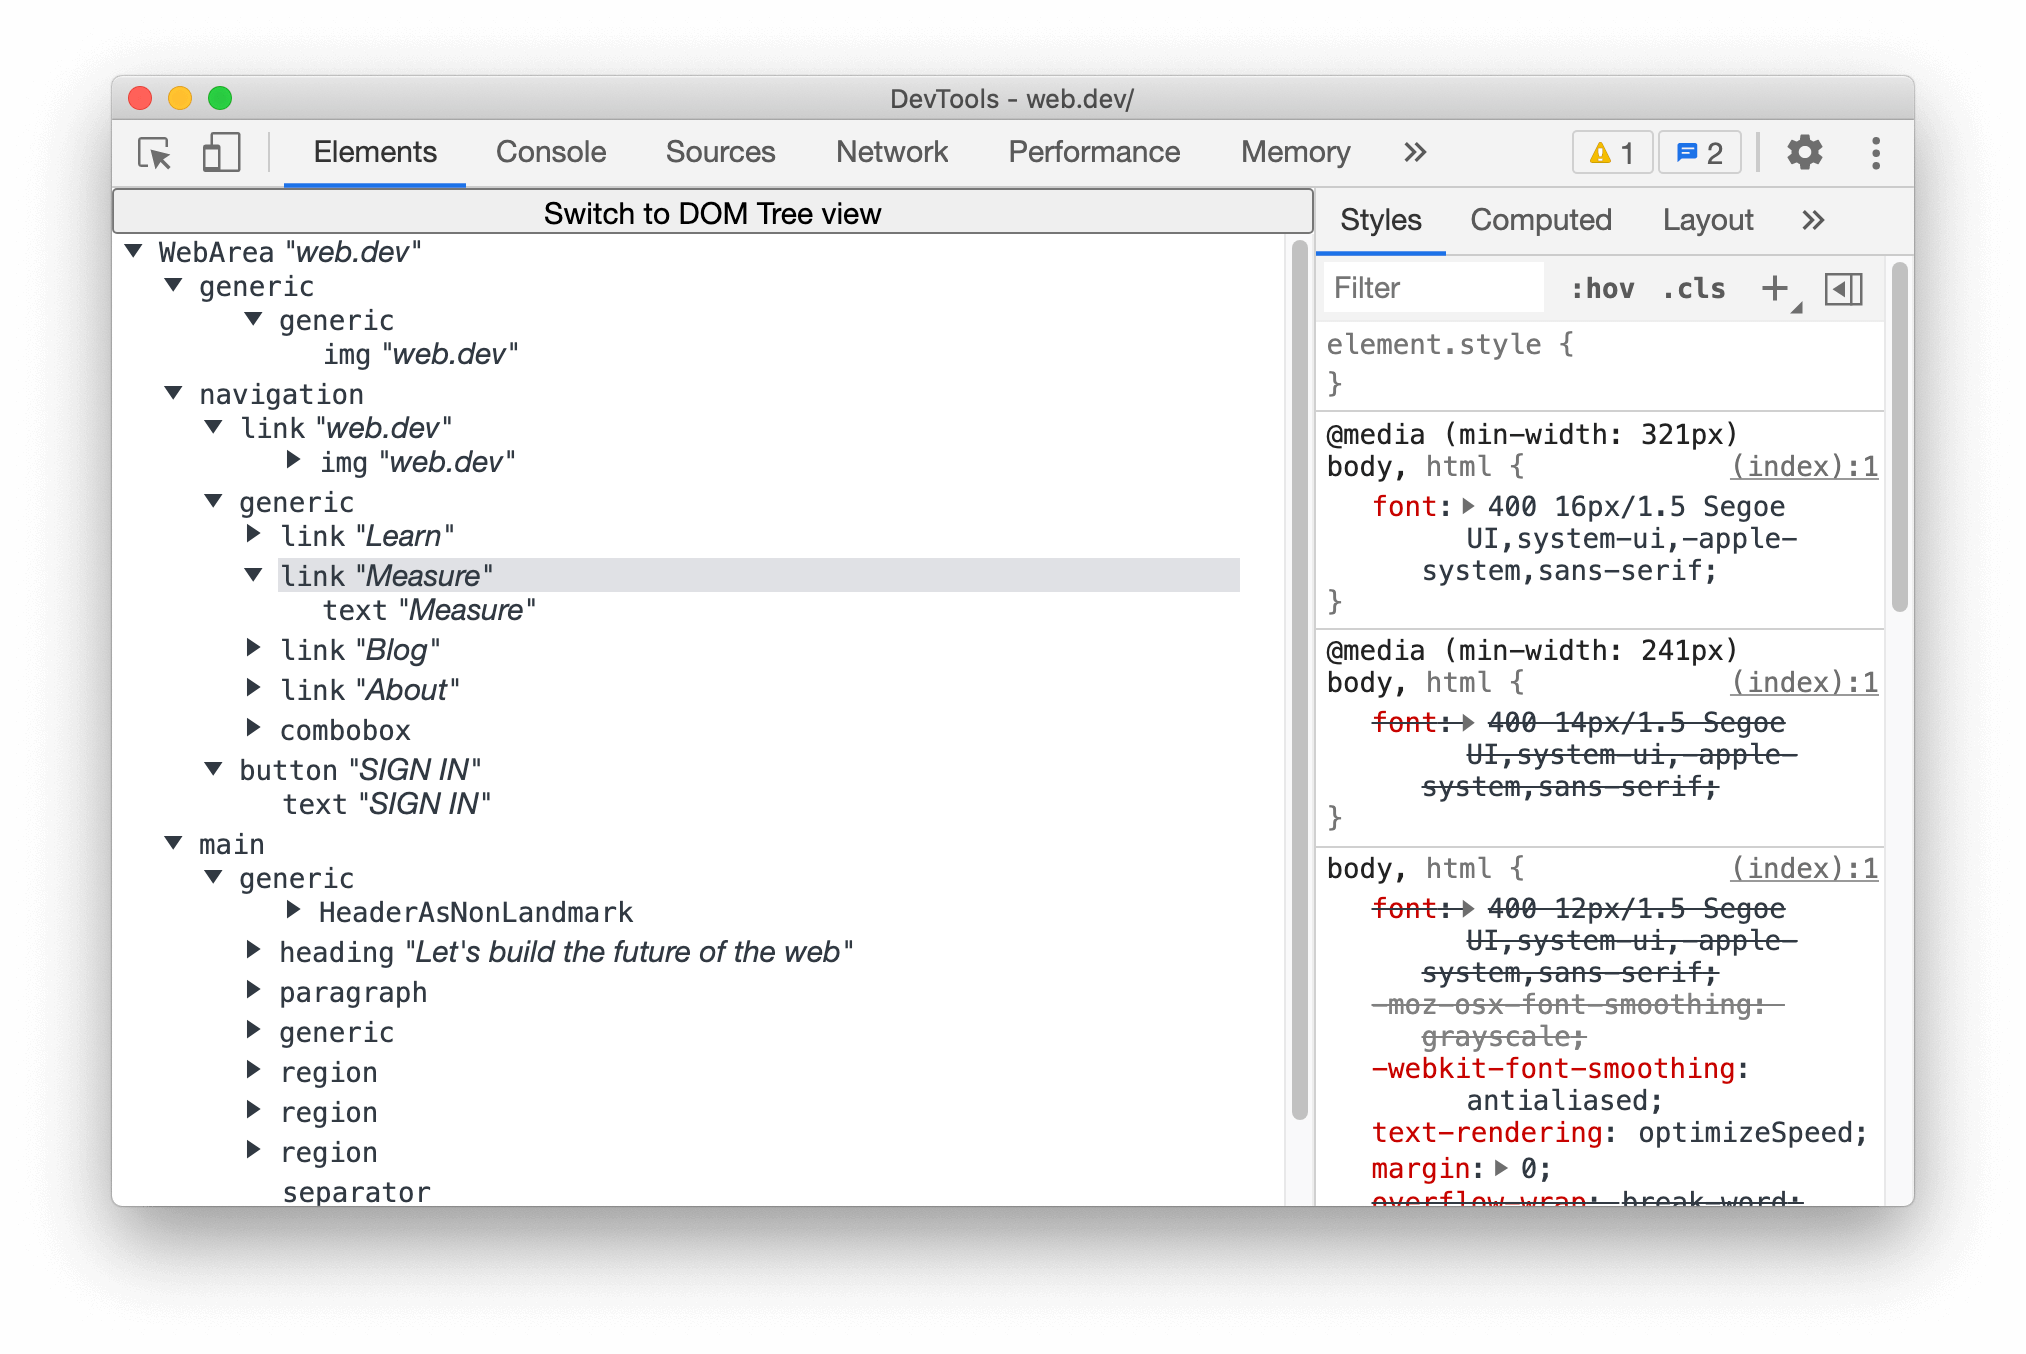 DevTools - web.dev/
Elements Console Sources Network Performance Memory 1 2
Switch to DOM Tree view
WebArea "web.dev"
generic
generic
img "web.dev"
navigation
link "web.dev"
img "web.dev"
generic
link "Learn"
link "Measure"
text "Measure"
link "Blog"
link "About"
combobox
button "SIGN IN"
text "SIGN IN"
main
generic
HeaderAsNonLandmark
heading "Let's build the future of the web"
paragraph
generic
region
region
region
separator
Styles Computed Layout
Filter :hov .cls
element.style {
}
@media (min-width: 321px)
body, html { (index):1
font: 400 16px/1.5 Segoe
UI,system-ui,-apple-
system,sans-serif;
}
@media (min-width: 241px)
body, html { (index):1
font: 400 14px/1.5 Segoe
UI,system-ui,-apple-
system,sans-serif;
}
body, html { (index):1
font: 400 12px/1.5 Segoe
UI,system-ui,-apple-
system,sans-serif;
-moz-osx-font-smoothing:
grayscale;
-webkit-font-smoothing:
antialiased;
text-rendering: optimizeSpeed;
margin: 0;
overflow-wrap: break-word;